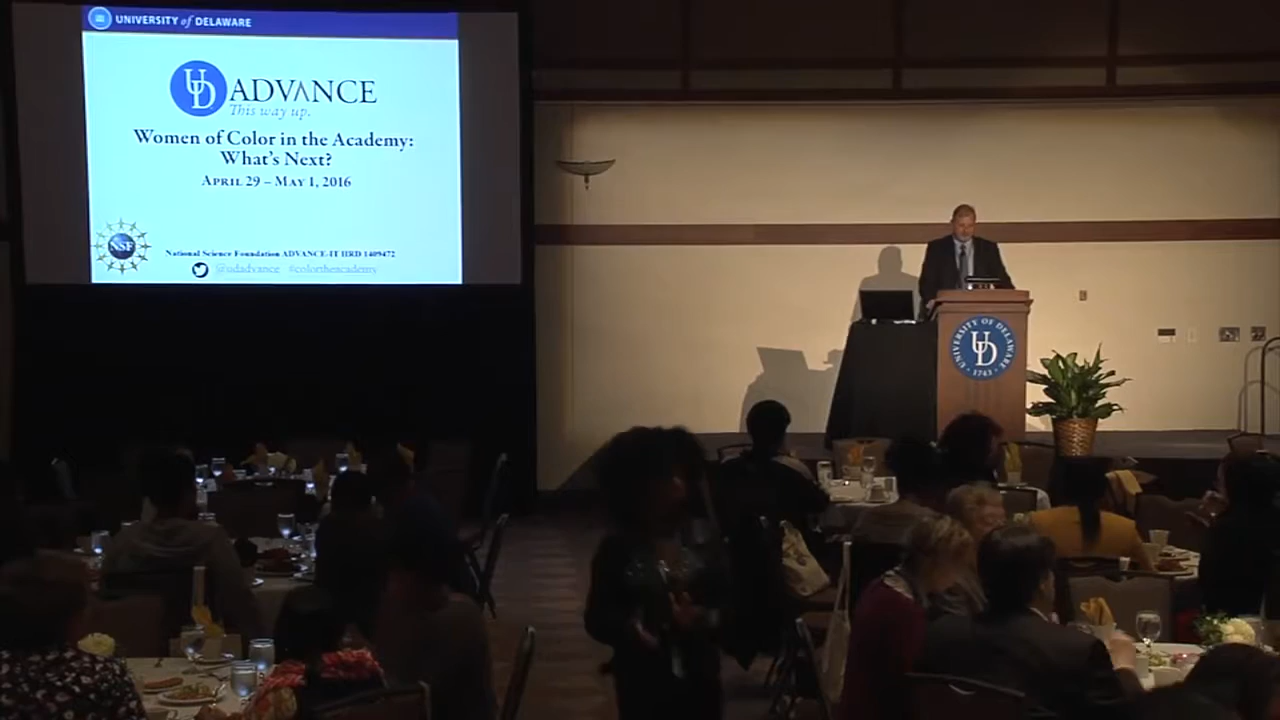 UNIVERSITY of DELAWARE
UD ADVANCE
This way up.
Women of Color in the Academy:
What's Next?
APRIL 29 – MAY 1, 2016
NSF
National Science Foundation ADVANCE-IT HRD 1409472
@udadvance #colortheacademy
UNIVERSITY OF DELAWARE
UD
1743